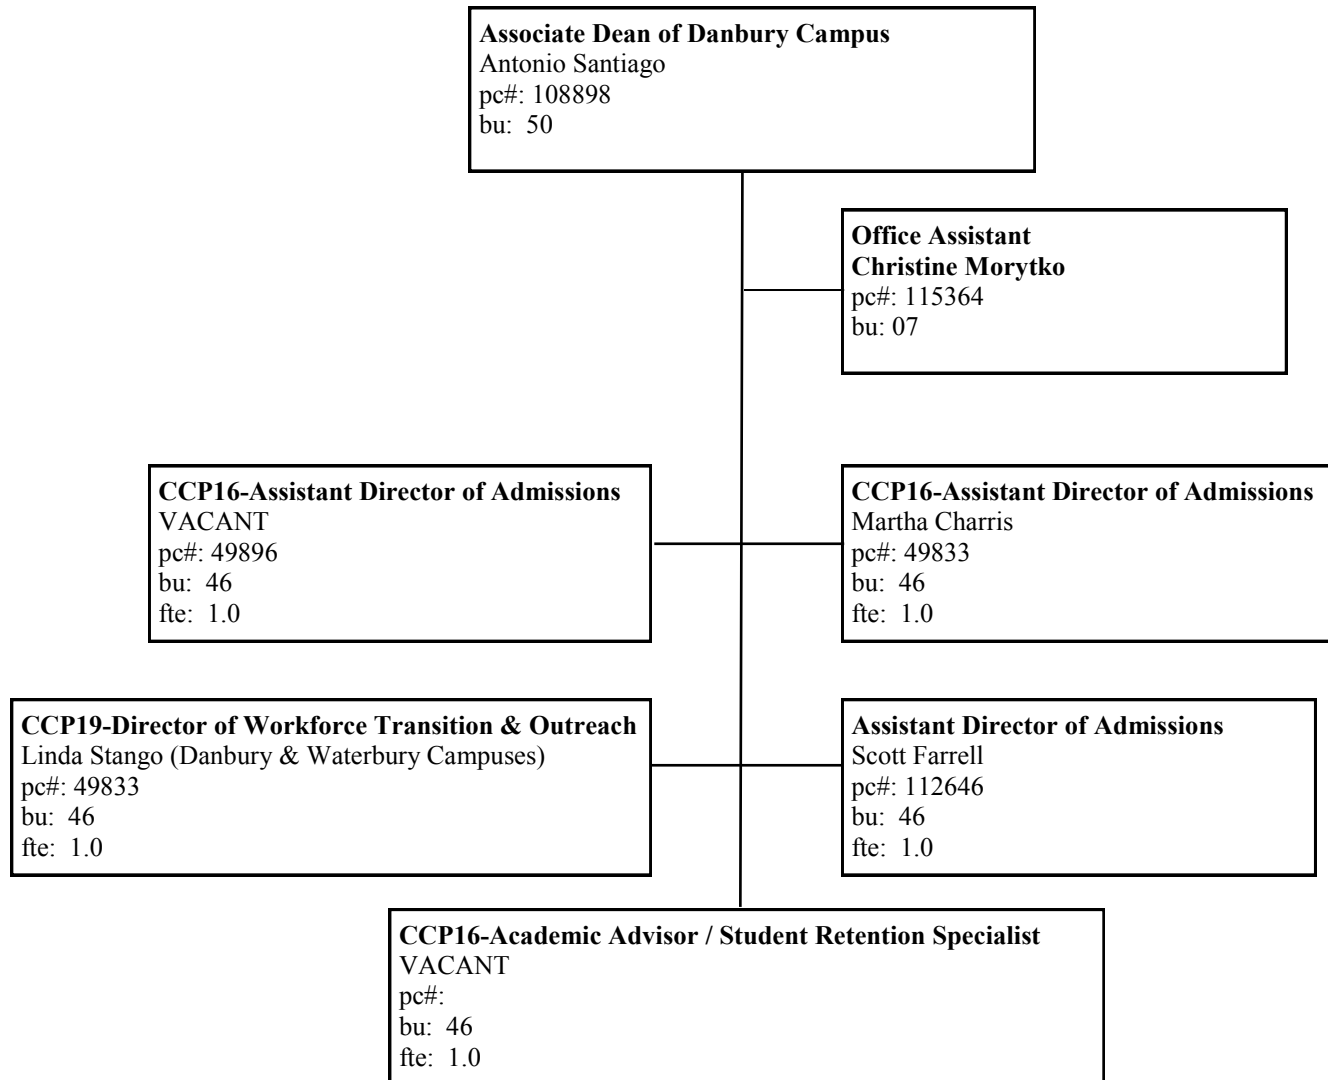 Associate Dean of Danbury Campus
Antonio Santiago
pc#: 108898
bu: 50
Office Assistant
Christine Morytko
pc#: 115364
bu: 07
CCP16-Assistant Director of Admissions
VACANT
pc#: 49896
bu: 46
fte: 1.0
CCP16-Assistant Director of Admissions
Martha Charris
pc#: 49833
bu: 46
fte: 1.0
CCP19-Director of Workforce Transition & Outreach
Linda Stango (Danbury & Waterbury Campuses)
pc#: 49833
bu: 46
fte: 1.0
Assistant Director of Admissions
Scott Farrell
pc#: 112646
bu: 46
fte: 1.0
CCP16-Academic Advisor / Student Retention Specialist
VACANT
pc#:
bu: 46
fte: 1.0